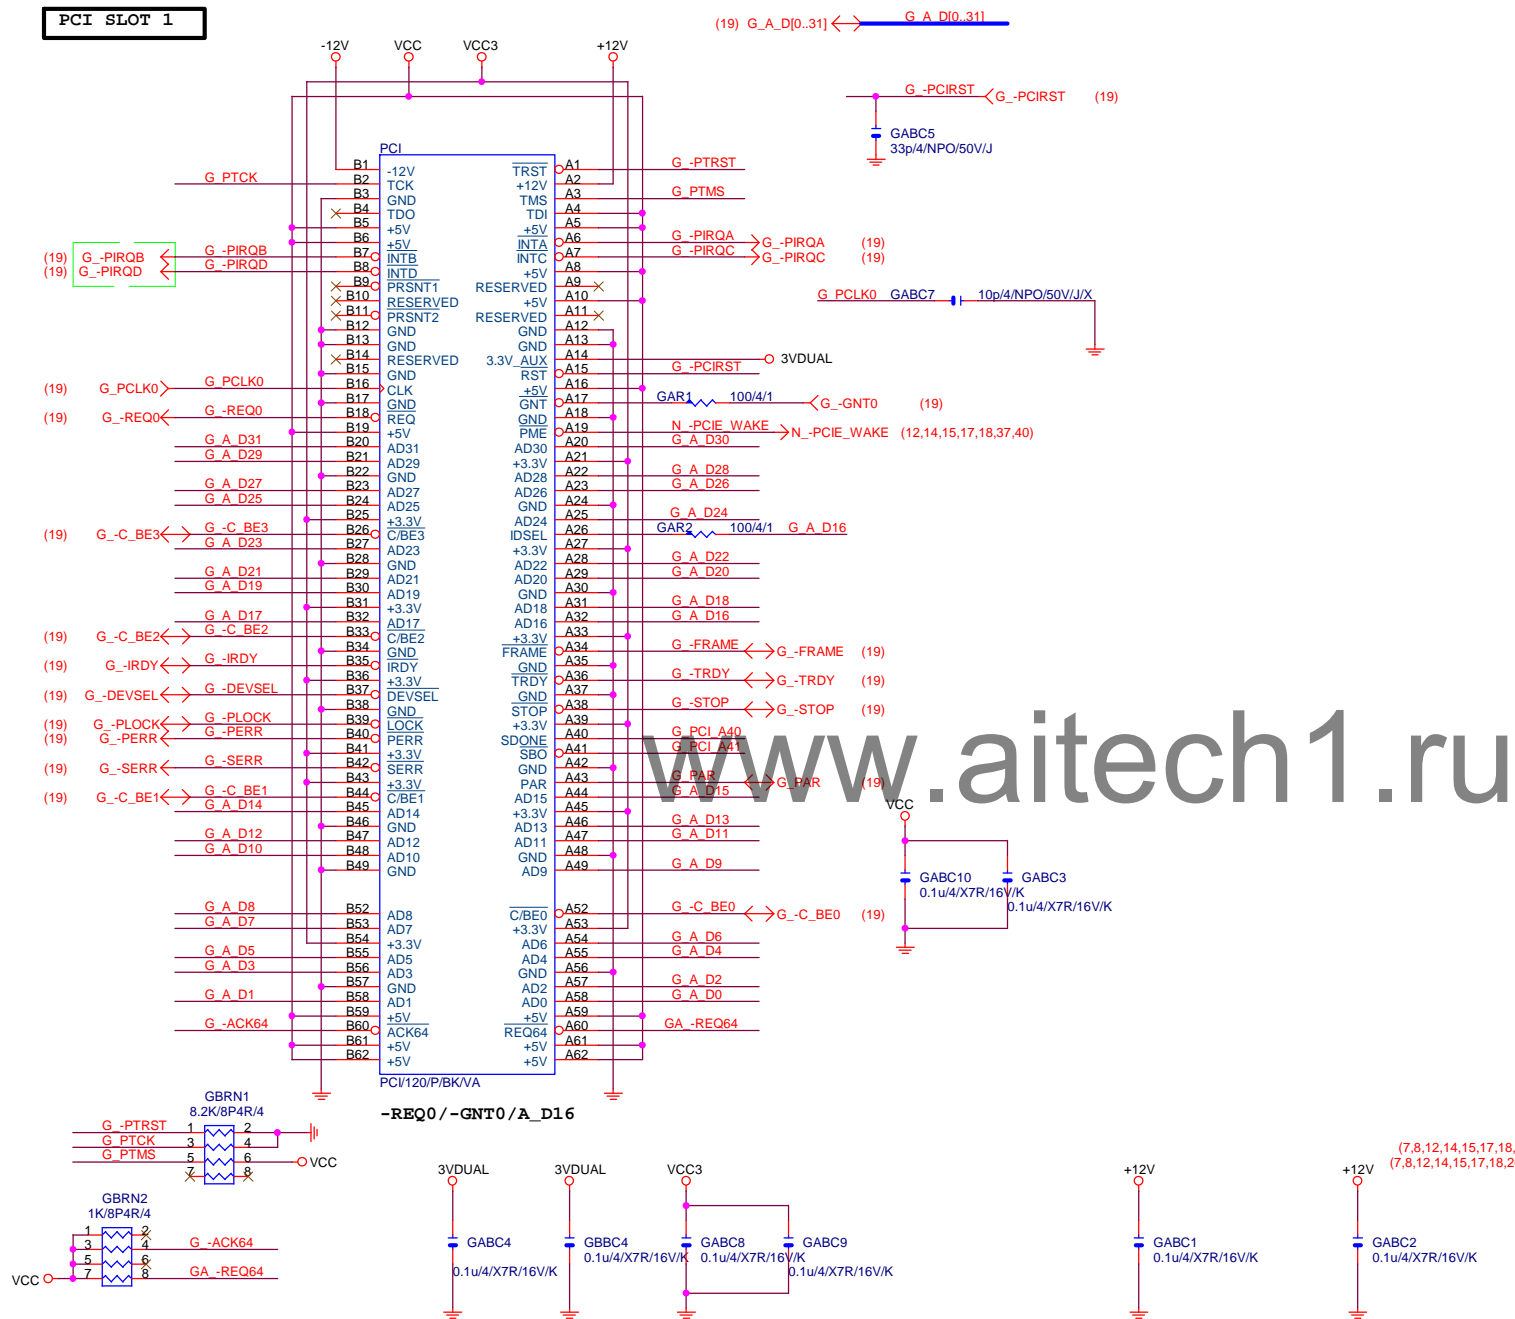 PCI SLOT 1
(19) G_A_D[0..31] G_A_D[0..31]
-12V VCC VCC3 +12V
G_-PCIRST G_-PCIRST (19)
GABC5
33p/4/NPO/50V/J
G_PCLK0 GABC7 10p/4/NPO/50V/J/X
PCI
B1 -12V TRST A1 G_-PTRST
G_PTCK B2 TCK +12V A2
B3 GND TMS A3 G_PTMS
B4 TDO TDI A4
B5 +5V +5V A5
B6 +5V INTA A6 G_-PIRQA G_-PIRQA (19)
(19) G_-PIRQB G_-PIRQB B7 INTB INTC A7 G_-PIRQC G_-PIRQC (19)
(19) G_-PIRQD G_-PIRQD B8 INTD +5V A8
B9 PRSNT1 RESERVED A9
B10 RESERVED +5V A10
B11 PRSNT2 RESERVED A11
B12 GND GND A12
B13 GND GND A13
B14 RESERVED 3.3V_AUX A14 3VDUAL
B15 GND RST A15 G_-PCIRST
(19) G_PCLK0 G_PCLK0 B16 CLK +5V A16
B17 GND GNT A17 GAR1 100/4/1 G_-GNT0 (19)
(19) G_-REQ0 G_-REQ0 B18 REQ GND A18
B19 +5V PME A19 N_-PCIE_WAKE N_-PCIE_WAKE (12,14,15,17,18,37,40)
G_A_D31 B20 AD31 AD30 A20 G_A_D30
G_A_D29 B21 AD29 +3.3V A21
B22 GND AD28 A22 G_A_D28
G_A_D27 B23 AD27 AD26 A23 G_A_D26
G_A_D25 B24 AD25 GND A24
B25 +3.3V AD24 A25 G_A_D24
(19) G_-C_BE3 G_-C_BE3 B26 C/BE3 IDSEL A26 GAR2 100/4/1 G_A_D16
G_A_D23 B27 AD23 +3.3V A27
B28 GND AD22 A28 G_A_D22
G_A_D21 B29 AD21 AD20 A29 G_A_D20
G_A_D19 B30 AD19 GND A30
B31 +3.3V AD18 A31 G_A_D18
G_A_D17 B32 AD17 AD16 A32 G_A_D16
(19) G_-C_BE2 G_-C_BE2 B33 C/BE2 +3.3V A33
B34 GND FRAME A34 G_-FRAME G_-FRAME (19)
(19) G_-IRDY G_-IRDY B35 IRDY GND A35
B36 +3.3V TRDY A36 G_-TRDY G_-TRDY (19)
(19) G_-DEVSEL G_-DEVSEL B37 DEVSEL GND A37
B38 GND STOP A38 G_-STOP G_-STOP (19)
(19) G_-PLOCK G_-PLOCK B39 LOCK +3.3V A39
(19) G_-PERR G_-PERR B40 PERR SDONE A40 G_PCI_A40
B41 +3.3V SBO A41 G_PCI_A41
(19) G_-SERR G_-SERR B42 SERR GND A42
B43 +3.3V PAR A43 G_PAR G_PAR (19)
(19) G_-C_BE1 G_-C_BE1 B44 C/BE1 AD15 A44 G_A_D15
G_A_D14 B45 AD14 +3.3V A45
B46 GND AD13 A46 G_A_D13
G_A_D12 B47 AD12 AD11 A47 G_A_D11
G_A_D10 B48 AD10 GND A48
B49 GND AD9 A49 G_A_D9
G_A_D8 B52 AD8 C/BE0 A52 G_-C_BE0 G_-C_BE0 (19)
G_A_D7 B53 AD7 +3.3V A53
B54 +3.3V AD6 A54 G_A_D6
G_A_D5 B55 AD5 AD4 A55 G_A_D4
G_A_D3 B56 AD3 GND A56
B57 GND AD2 A57 G_A_D2
G_A_D1 B58 AD1 AD0 A58 G_A_D0
B59 +5V +5V A59
G_-ACK64 B60 ACK64 REQ64 A60 GA_-REQ64
B61 +5V +5V A61
B62 +5V +5V A62
PCI/120/P/BK/VA
-REQ0/-GNT0/A_D16
www.aitech1.ru
VCC
GABC10
0.1u/4/X7R/16V/K
GABC3
0.1u/4/X7R/16V/K
GBRN1
8.2K/8P4R/4
G_-PTRST 1 2
G_PTCK 3 4
G_PTMS 5 6 VCC
7 8
GBRN2
1K/8P4R/4
1 2
3 4 G_-ACK64
5 6
VCC 7 8 GA_-REQ64
3VDUAL
GABC4
0.1u/4/X7R/16V/K
3VDUAL
GBBC4
0.1u/4/X7R/16V/K
VCC3
GABC8
0.1u/4/X7R/16V/K
GABC9
0.1u/4/X7R/16V/K
+12V
GABC1
0.1u/4/X7R/16V/K
+12V
GABC2
0.1u/4/X7R/16V/K
(7,8,12,14,15,17,18,
(7,8,12,14,15,17,18,2